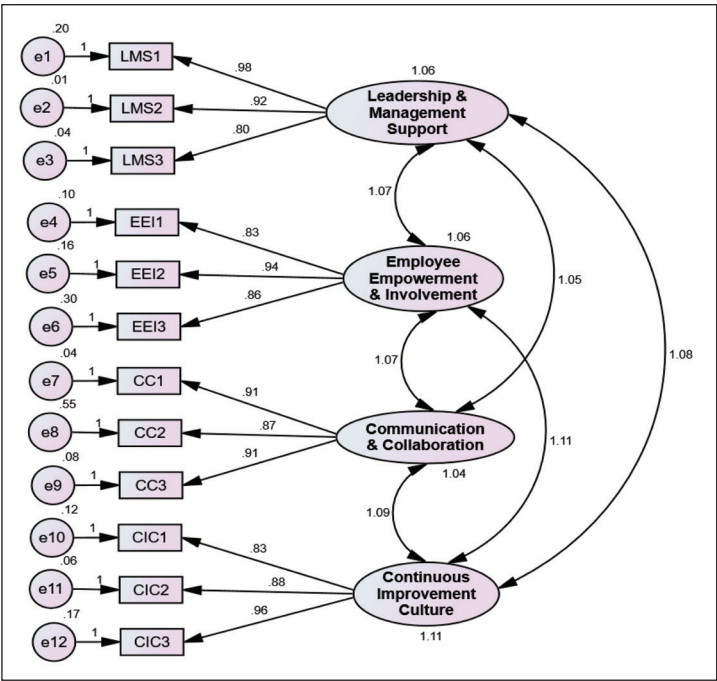 .20
e1
1
LMS1
.98
.01
e2
1
LMS2
.92
.04
e3
1
LMS3
.80
1.06
Leadership &
Management
Support
.10
e4
1
EEI1
.83
.16
e5
1
EEI2
.94
.30
e6
1
EEI3
.86
1.07
1.06
Employee
Empowerment
& Involvement
1.05
1.08
.04
e7
1
CC1
.91
.55
e8
1
CC2
.87
.08
e9
1
CC3
.91
1.07
Communication
& Collaboration
1.04
1.11
.12
e10
1
CIC1
.83
.06
e11
1
CIC2
.88
.17
e12
1
CIC3
.96
1.09
Continuous
Improvement
Culture
1.11